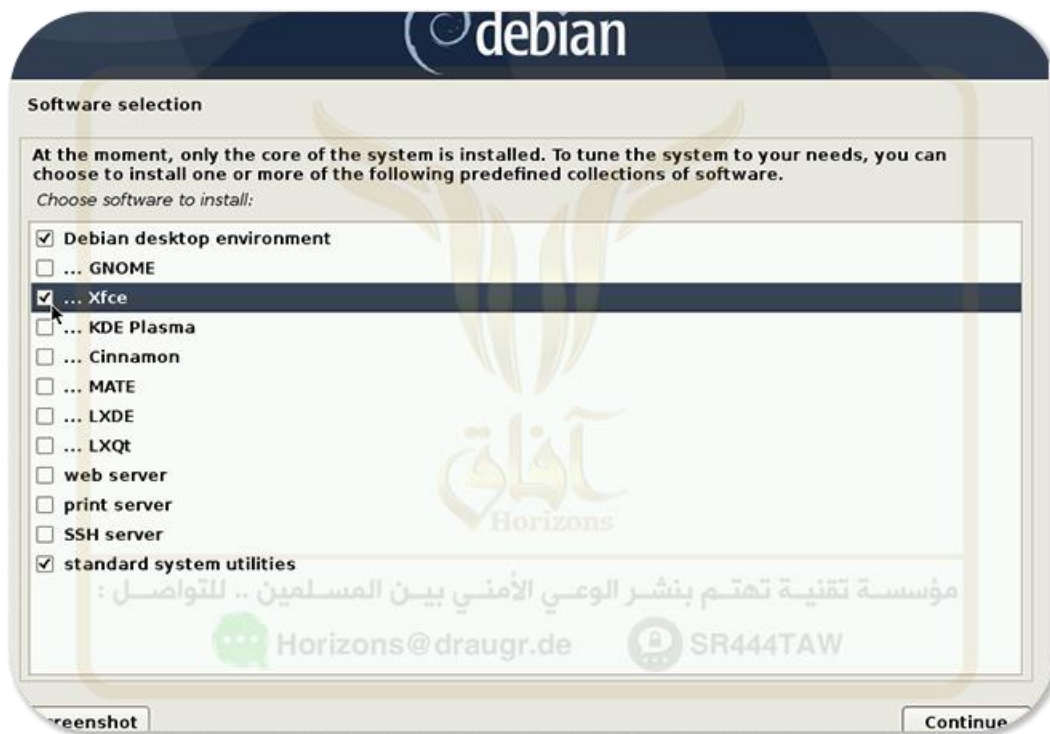 debian
Software selection
At the moment, only the core of the system is installed. To tune the system to your needs, you can
choose to install one or more of the following predefined collections of software.
Choose software to install:
Debian desktop environment
... GNOME
... Xfce
... KDE Plasma
... Cinnamon
... MATE
... LXDE
... LXQt
web server
print server
SSH server
standard system utilities
آفاق
Horizons
مؤسسة تقنية تهتم بنشر الوعي الأمني بين المسلمين .. للتواصل :
Horizons@draugr.de SR444TAW
reenshot Continue